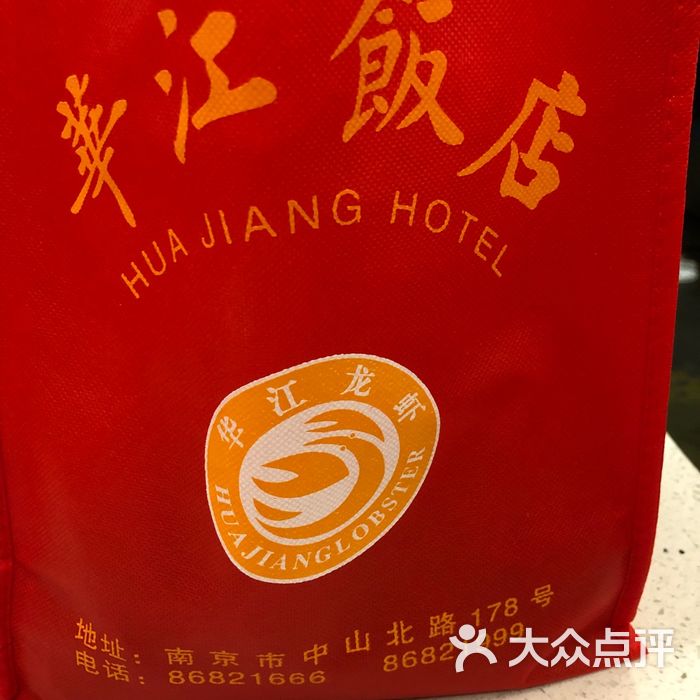 華江飯店
HUA JIANG HOTEL
华江龙虾
HUAJIANGLOBSTER
地址：南京市中山北路178号
电话：86821666
大众点评